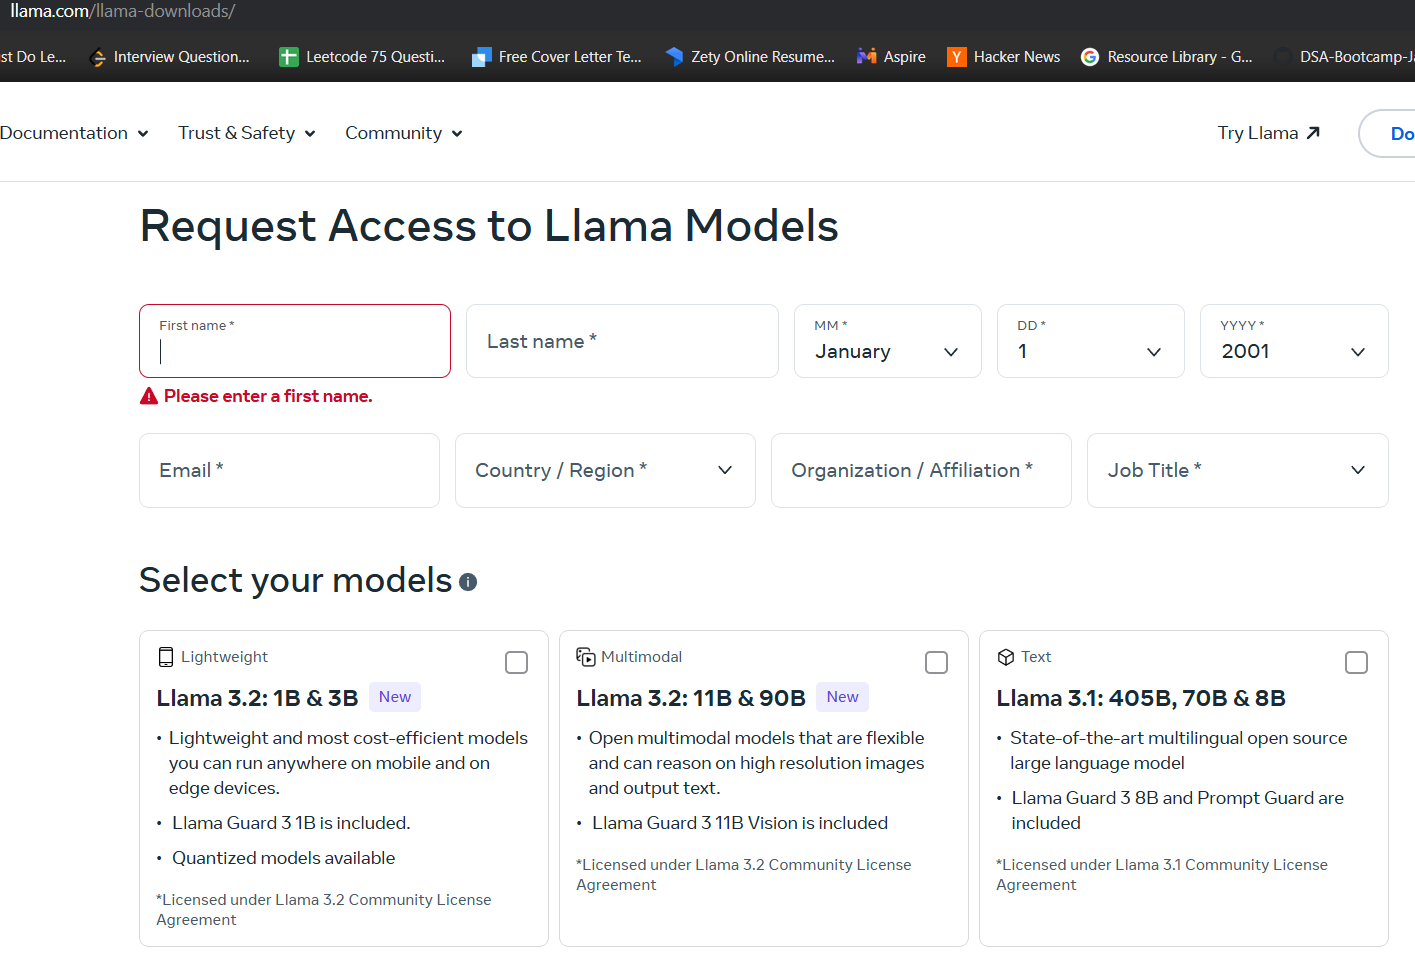 llama.com/llama-downloads/
st Do Le... Interview Question... Leetcode 75 Questi... Free Cover Letter Te... Zety Online Resume... Aspire Hacker News Resource Library - G... DSA-Bootcamp-Ja
Documentation Trust & Safety Community Try Llama Do
Request Access to Llama Models
First name * Last name * MM * January DD * 1 YYYY * 2001
Please enter a first name.
Email * Country / Region * Organization / Affiliation * Job Title *
Select your models
Lightweight
Llama 3.2: 1B & 3B New
• Lightweight and most cost-efficient models
you can run anywhere on mobile and on
edge devices.
• Llama Guard 3 1B is included.
• Quantized models available
*Licensed under Llama 3.2 Community License
Agreement
Multimodal
Llama 3.2: 11B & 90B New
• Open multimodal models that are flexible
and can reason on high resolution images
and output text.
• Llama Guard 3 11B Vision is included
*Licensed under Llama 3.2 Community License
Agreement
Text
Llama 3.1: 405B, 70B & 8B
• State-of-the-art multilingual open source
large language model
• Llama Guard 3 8B and Prompt Guard are
included
*Licensed under Llama 3.1 Community License
Agreement